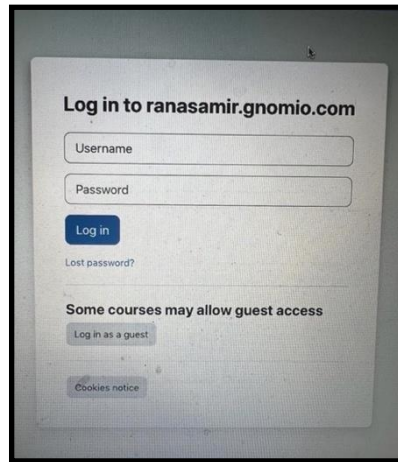 Log in to ranasamir.gnomio.com
Username
Password
Log in
Lost password?
Some courses may allow guest access
Log in as a guest
Cookies notice